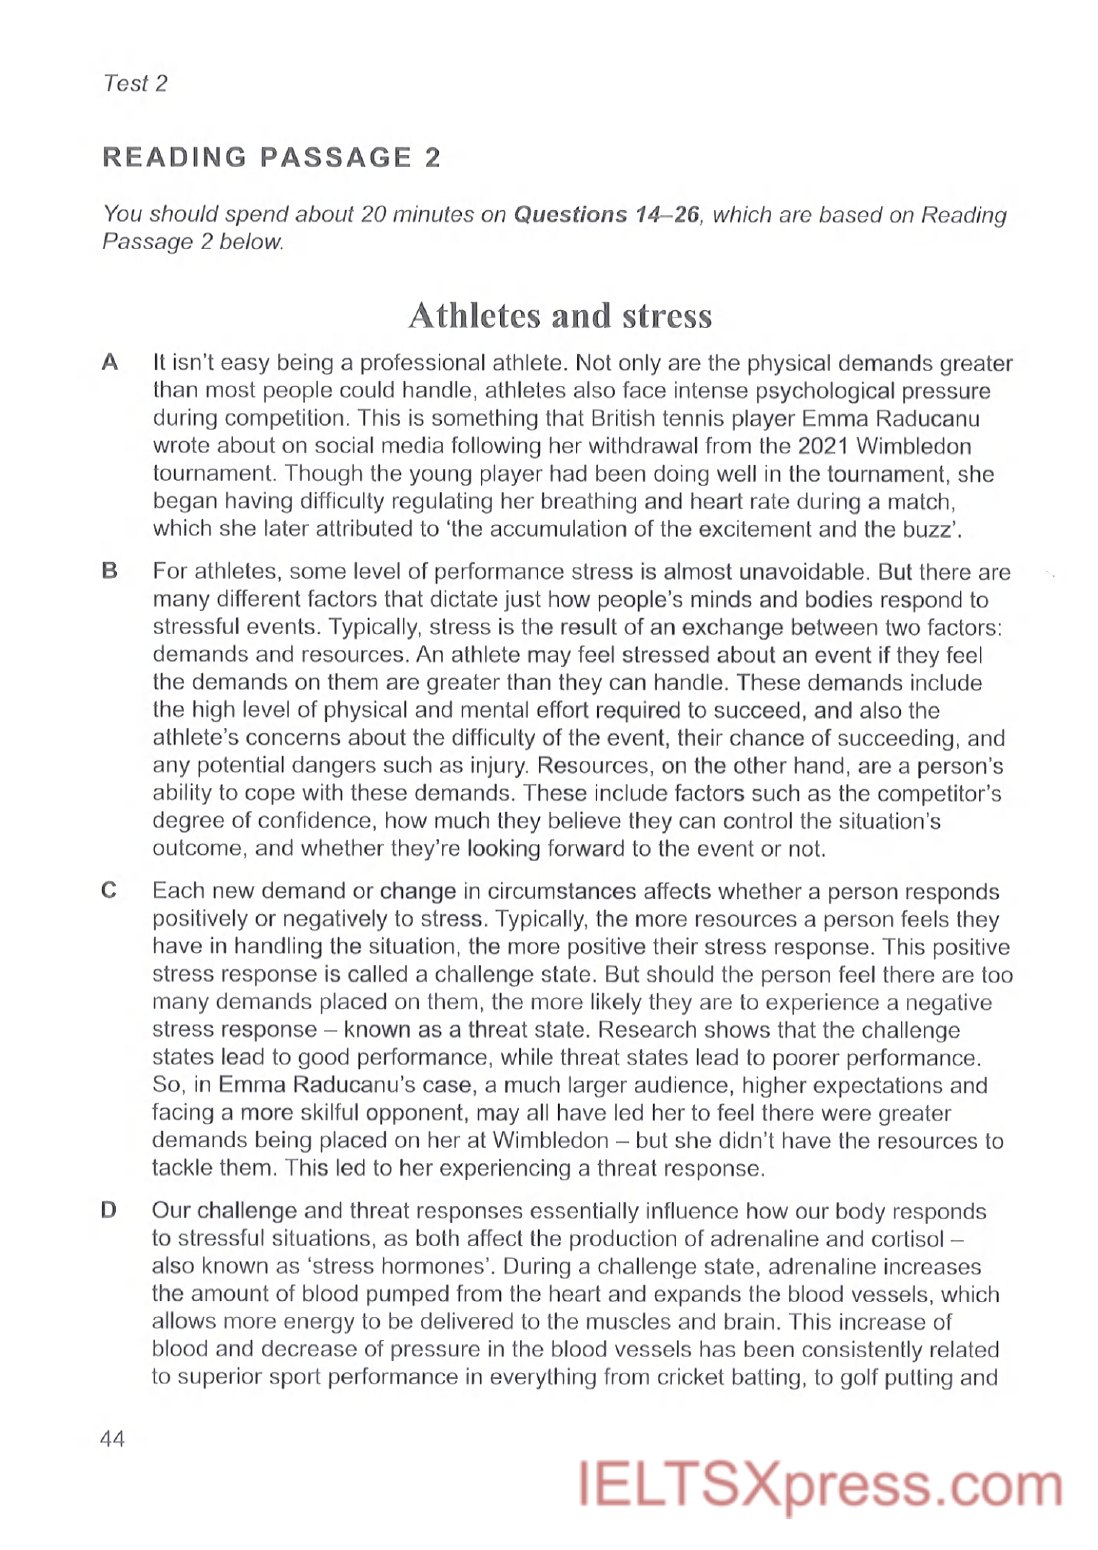 Test 2
READING PASSAGE 2
You should spend about 20 minutes on Questions 14–26, which are based on Reading
Passage 2 below.
Athletes and stress
A It isn't easy being a professional athlete. Not only are the physical demands greater
than most people could handle, athletes also face intense psychological pressure
during competition. This is something that British tennis player Emma Raducanu
wrote about on social media following her withdrawal from the 2021 Wimbledon
tournament. Though the young player had been doing well in the tournament, she
began having difficulty regulating her breathing and heart rate during a match,
which she later attributed to 'the accumulation of the excitement and the buzz'.
B For athletes, some level of performance stress is almost unavoidable. But there are
many different factors that dictate just how people's minds and bodies respond to
stressful events. Typically, stress is the result of an exchange between two factors:
demands and resources. An athlete may feel stressed about an event if they feel
the demands on them are greater than they can handle. These demands include
the high level of physical and mental effort required to succeed, and also the
athlete's concerns about the difficulty of the event, their chance of succeeding, and
any potential dangers such as injury. Resources, on the other hand, are a person's
ability to cope with these demands. These include factors such as the competitor's
degree of confidence, how much they believe they can control the situation's
outcome, and whether they're looking forward to the event or not.
C Each new demand or change in circumstances affects whether a person responds
positively or negatively to stress. Typically, the more resources a person feels they
have in handling the situation, the more positive their stress response. This positive
stress response is called a challenge state. But should the person feel there are too
many demands placed on them, the more likely they are to experience a negative
stress response – known as a threat state. Research shows that the challenge
states lead to good performance, while threat states lead to poorer performance.
So, in Emma Raducanu's case, a much larger audience, higher expectations and
facing a more skilful opponent, may all have led her to feel there were greater
demands being placed on her at Wimbledon – but she didn't have the resources to
tackle them. This led to her experiencing a threat response.
D Our challenge and threat responses essentially influence how our body responds
to stressful situations, as both affect the production of adrenaline and cortisol –
also known as 'stress hormones'. During a challenge state, adrenaline increases
the amount of blood pumped from the heart and expands the blood vessels, which
allows more energy to be delivered to the muscles and brain. This increase of
blood and decrease of pressure in the blood vessels has been consistently related
to superior sport performance in everything from cricket batting, to golf putting and
44
IELTSXpress.com